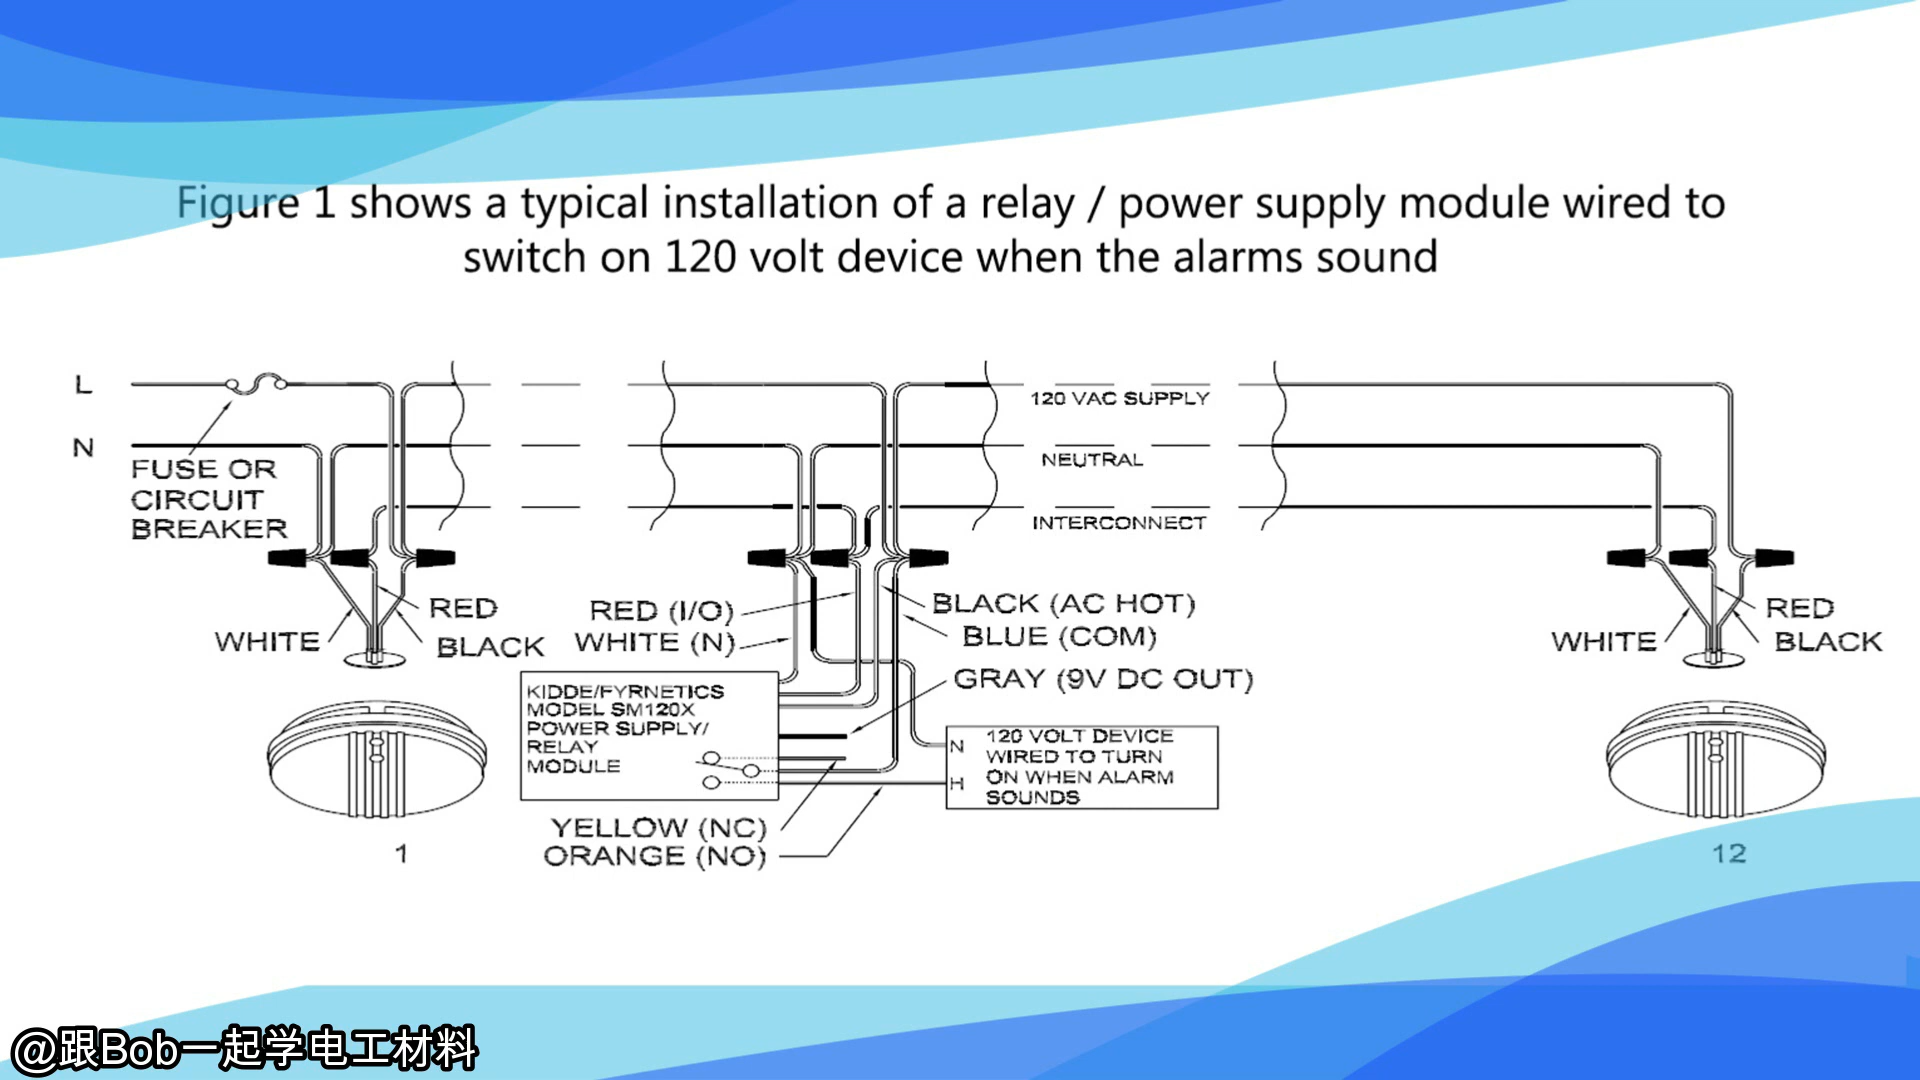 Figure 1 shows a typical installation of a relay / power supply module wired to
switch on 120 volt device when the alarms sound
L
120 VAC SUPPLY
N
NEUTRAL
FUSE OR
CIRCUIT
BREAKER
INTERCONNECT
WHITE
RED
BLACK
RED (I/O)
WHITE (N)
BLACK (AC HOT)
BLUE (COM)
GRAY (9V DC OUT)
WHITE
RED
BLACK
KIDDE/FYRNETICS
MODEL SM120X
POWER SUPPLY/
RELAY
MODULE
N
H
120 VOLT DEVICE
WIRED TO TURN
ON WHEN ALARM
SOUNDS
YELLOW (NC)
ORANGE (NO)
1
12
@跟Bob一起学电工材料